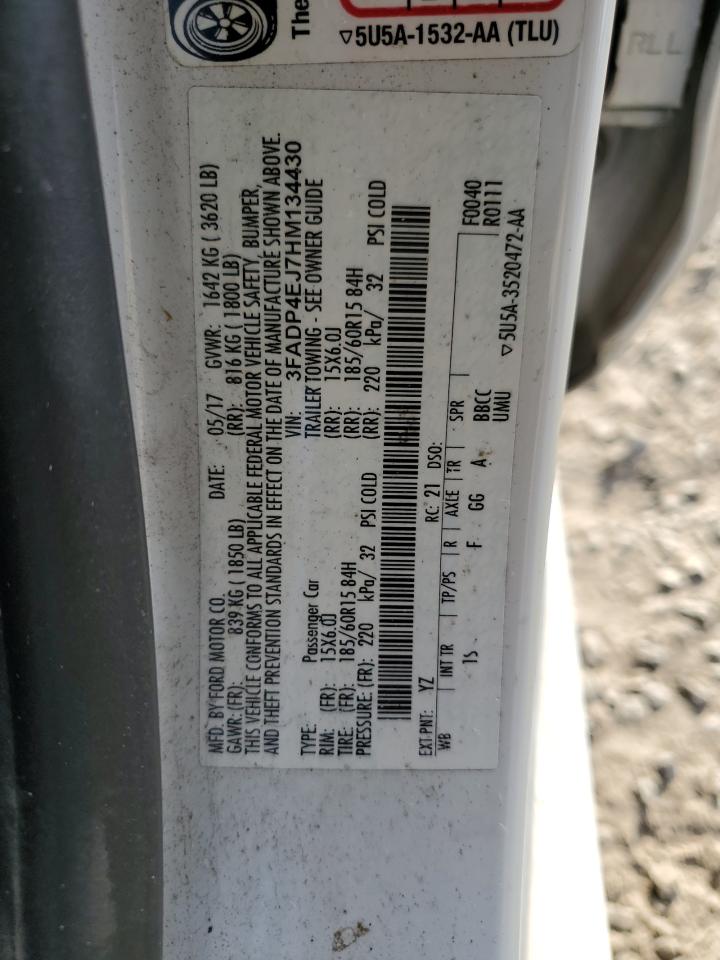 The
▽5U5A-1532-AA (TLU)
RLL
MFD. BY FORD MOTOR CO. DATE: 05/17 GVWR: 1642 KG ( 3620 LB)
GAWR: (FR): 839 KG ( 1850 LB) (RR): 816 KG ( 1800 LB)
THIS VEHICLE CONFORMS TO ALL APPLICABLE FEDERAL MOTOR VEHICLE SAFETY, BUMPER,
AND THEFT PREVENTION STANDARDS IN EFFECT ON THE DATE OF MANUFACTURE SHOWN ABOVE.
VIN: 3FADP4EJ7HM134430
TYPE: Passenger Car TRAILER TOWING - SEE OWNER GUIDE
RIM: (FR): 15X6.0J (RR): 15X6.0J
TIRE: (FR): 185/60R15 84H (RR): 185/60R15 84H
PRESSURE: (FR): 220 kPa/ 32 PSI COLD (RR): 220 kPa/ 32 PSI COLD
EXT PNT: YZ RC: 21 DSO: F0040
WB INT TR TP/PS R AXLE TR SPR R0111
15 F GG A BBCC
UMU ▽5U5A-3520472-AA